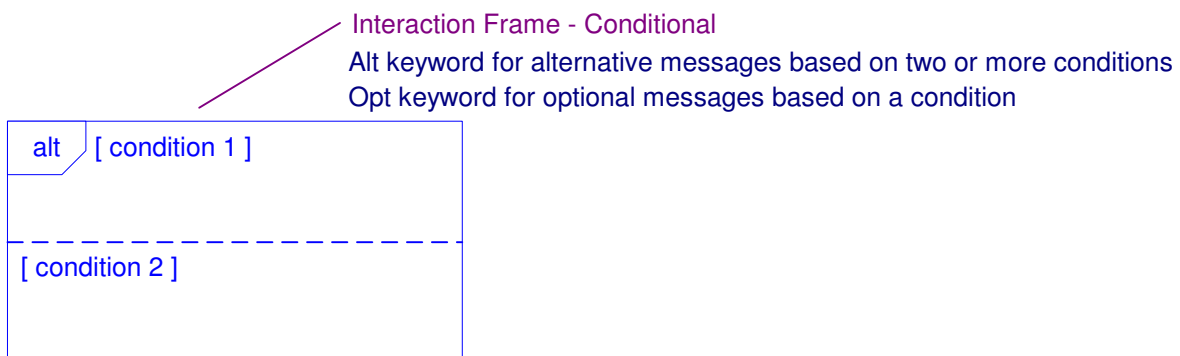 Interaction Frame - Conditional
Alt keyword for alternative messages based on two or more conditions
Opt keyword for optional messages based on a condition
alt [ condition 1 ]
[ condition 2 ]